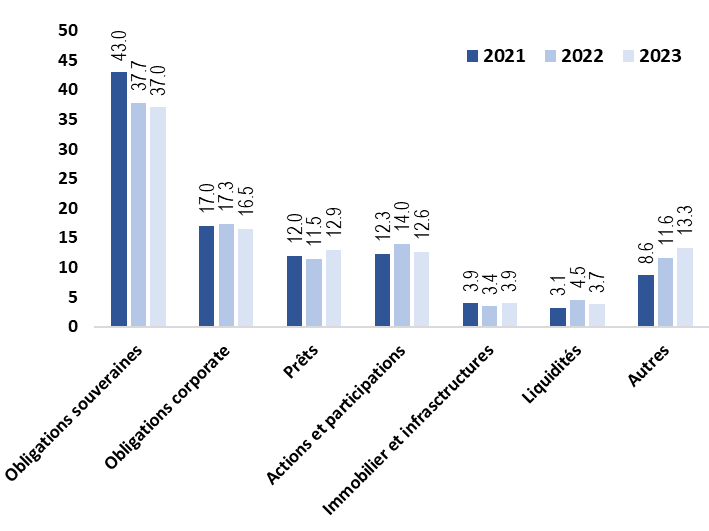 50
45
40
35
30
25
20
15
10
5
0
2021 2022 2023
43.0 37.7 37.0
17.0 17.3 16.5
12.0 11.5 12.9
12.3 14.0 12.6
3.9 3.4 3.9
3.1 4.5 3.7
8.6 11.6 13.3
Obligations souveraines
Obligations corporate
Prêts
Actions et participations
Immobilier et infrasctructures
Liquidités
Autres